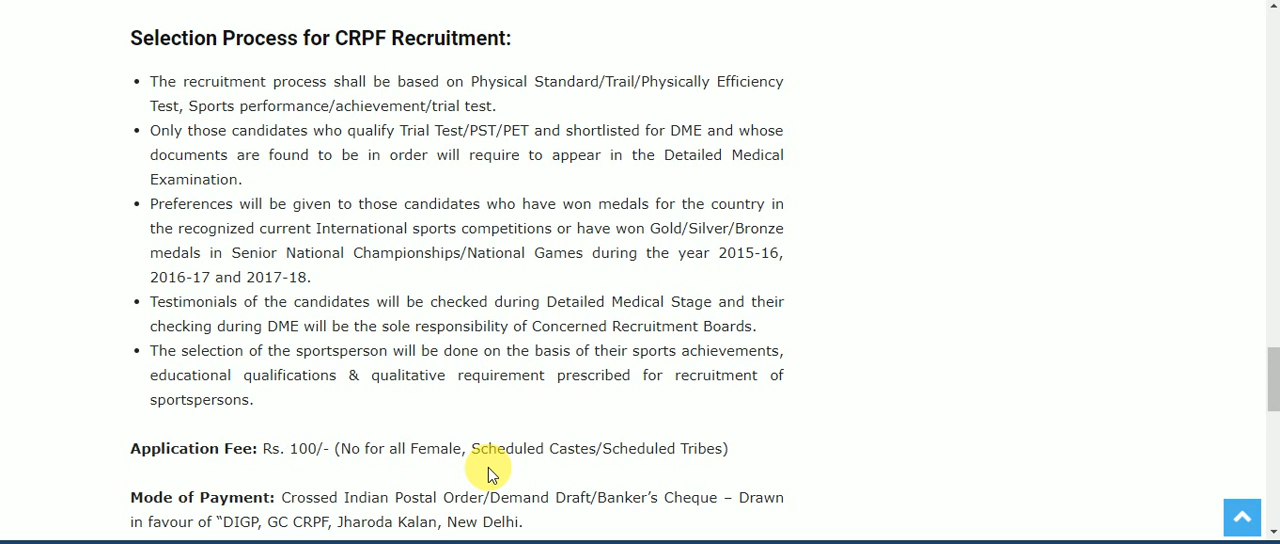 Selection Process for CRPF Recruitment:
• The recruitment process shall be based on Physical Standard/Trail/Physically Efficiency
Test, Sports performance/achievement/trial test.
• Only those candidates who qualify Trial Test/PST/PET and shortlisted for DME and whose
documents are found to be in order will require to appear in the Detailed Medical
Examination.
• Preferences will be given to those candidates who have won medals for the country in
the recognized current International sports competitions or have won Gold/Silver/Bronze
medals in Senior National Championships/National Games during the year 2015-16,
2016-17 and 2017-18.
• Testimonials of the candidates will be checked during Detailed Medical Stage and their
checking during DME will be the sole responsibility of Concerned Recruitment Boards.
• The selection of the sportsperson will be done on the basis of their sports achievements,
educational qualifications & qualitative requirement prescribed for recruitment of
sportspersons.
Application Fee: Rs. 100/- (No for all Female, Scheduled Castes/Scheduled Tribes)
Mode of Payment: Crossed Indian Postal Order/Demand Draft/Banker’s Cheque – Drawn
in favour of “DIGP, GC CRPF, Jharoda Kalan, New Delhi.